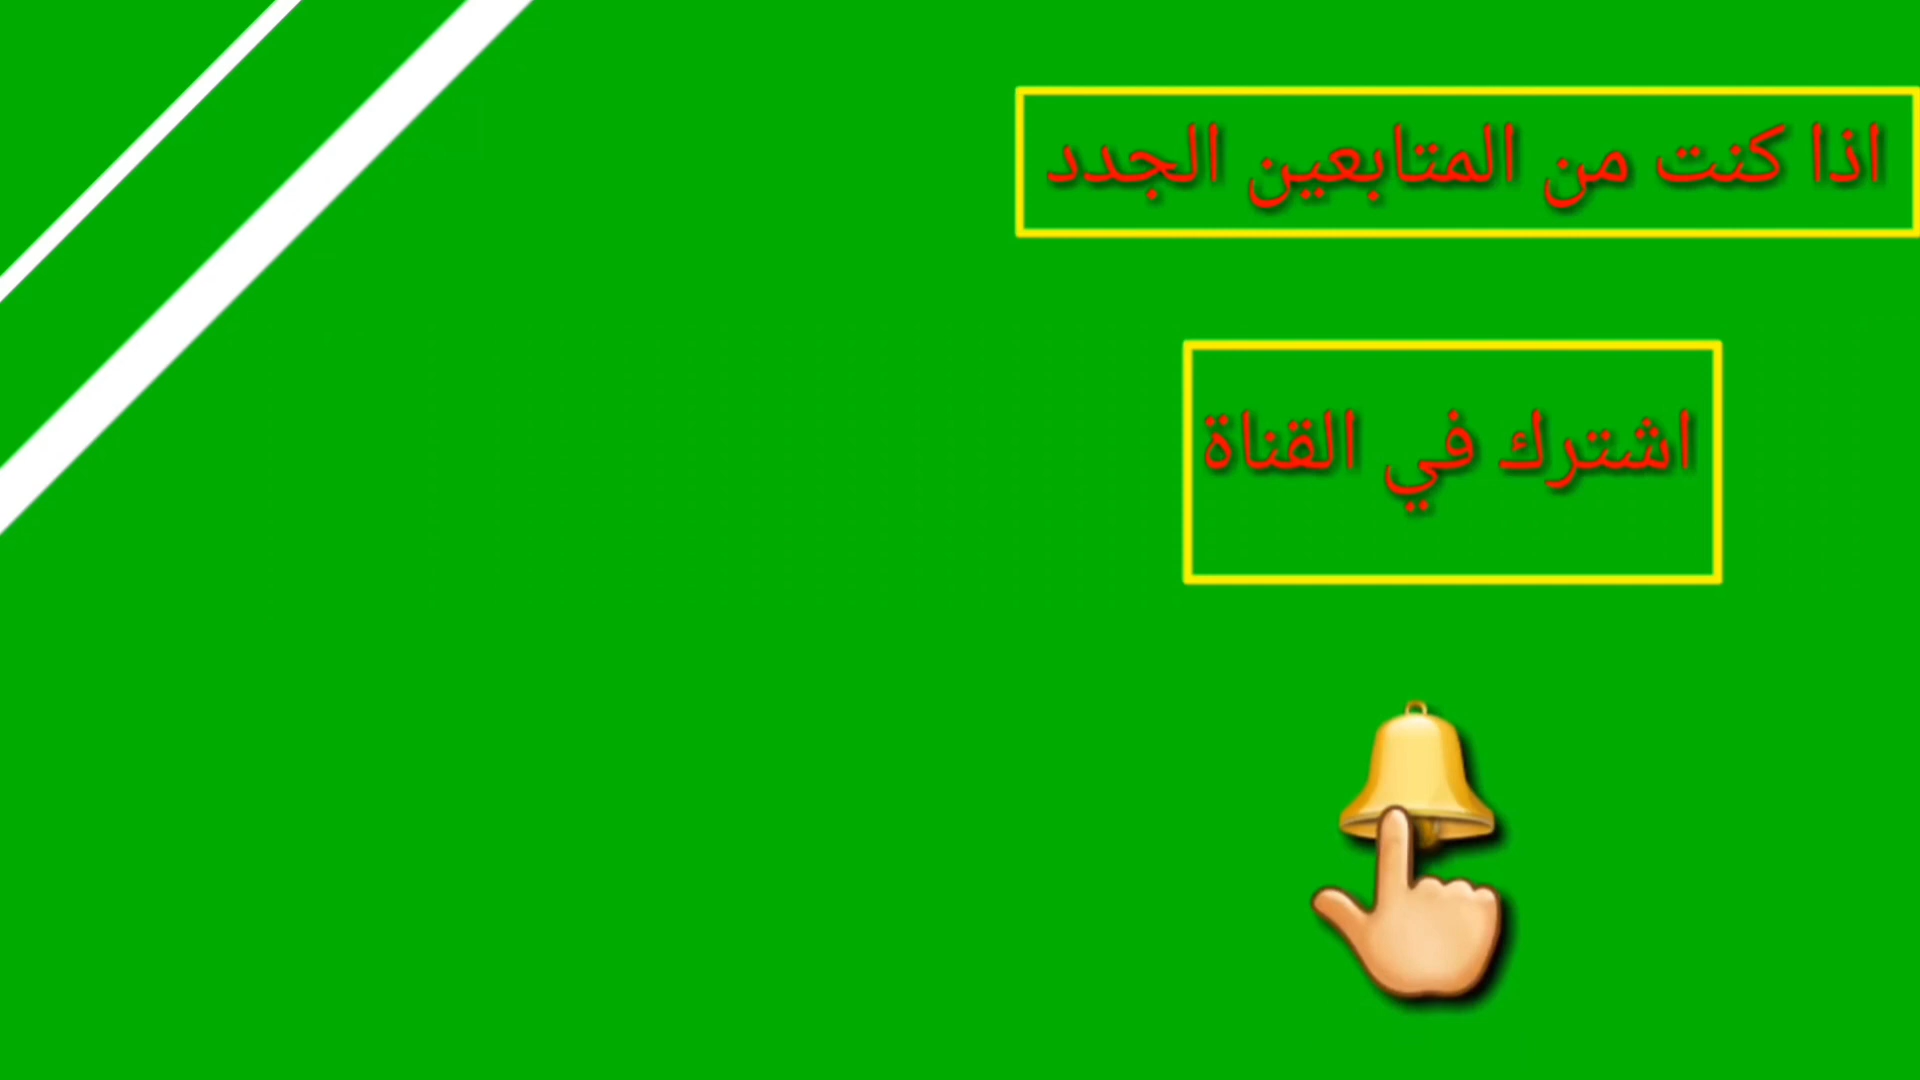 اذا كنت من المتابعين الجدد
اشترك في القناة